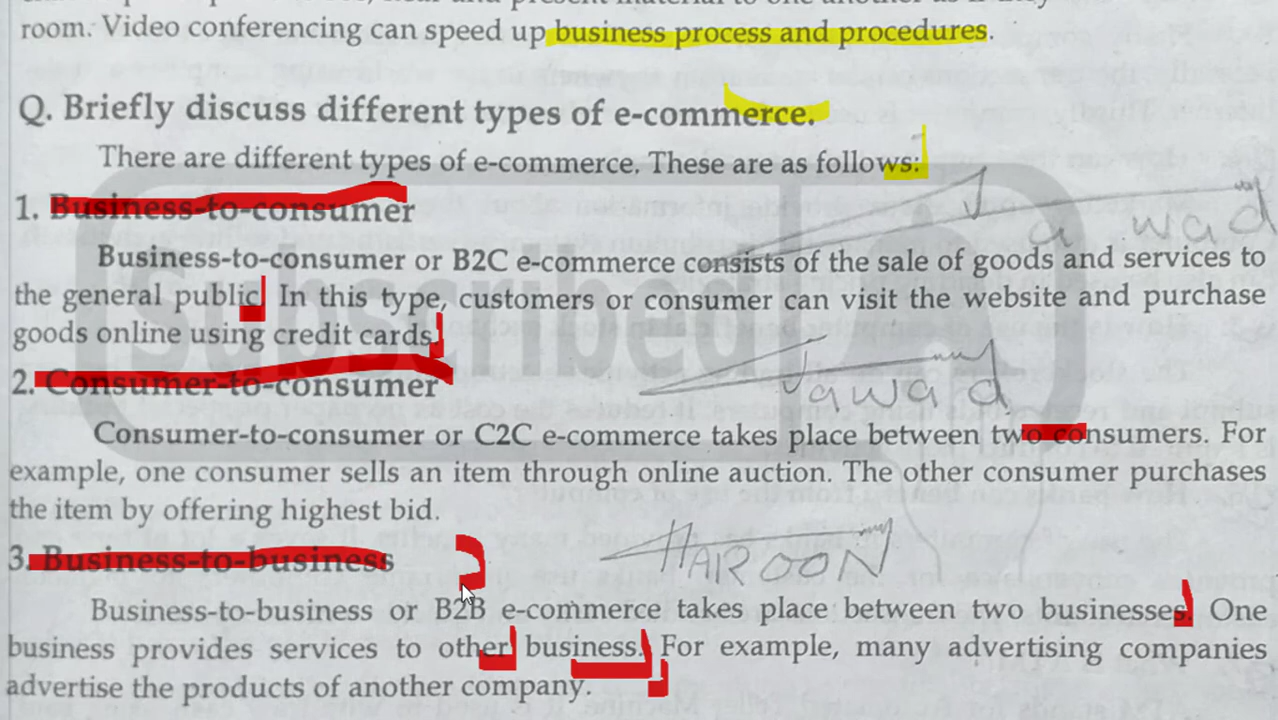 room. Video conferencing can speed up business process and procedures.
Q. Briefly discuss different types of e-commerce.
There are different types of e-commerce. These are as follows:
1. Business-to-consumer
Business-to-consumer or B2C e-commerce consists of the sale of goods and services to
the general public. In this type, customers or consumer can visit the website and purchase
goods online using credit cards.
2. Consumer-to-consumer
Consumer-to-consumer or C2C e-commerce takes place between two consumers. For
example, one consumer sells an item through online auction. The other consumer purchases
the item by offering highest bid.
3. Business-to-business
Business-to-business or B2B e-commerce takes place between two businesses. One
business provides services to other business. For example, many advertising companies
advertise the products of another company.
Subscribed
Jawad
Jawad
HAROON